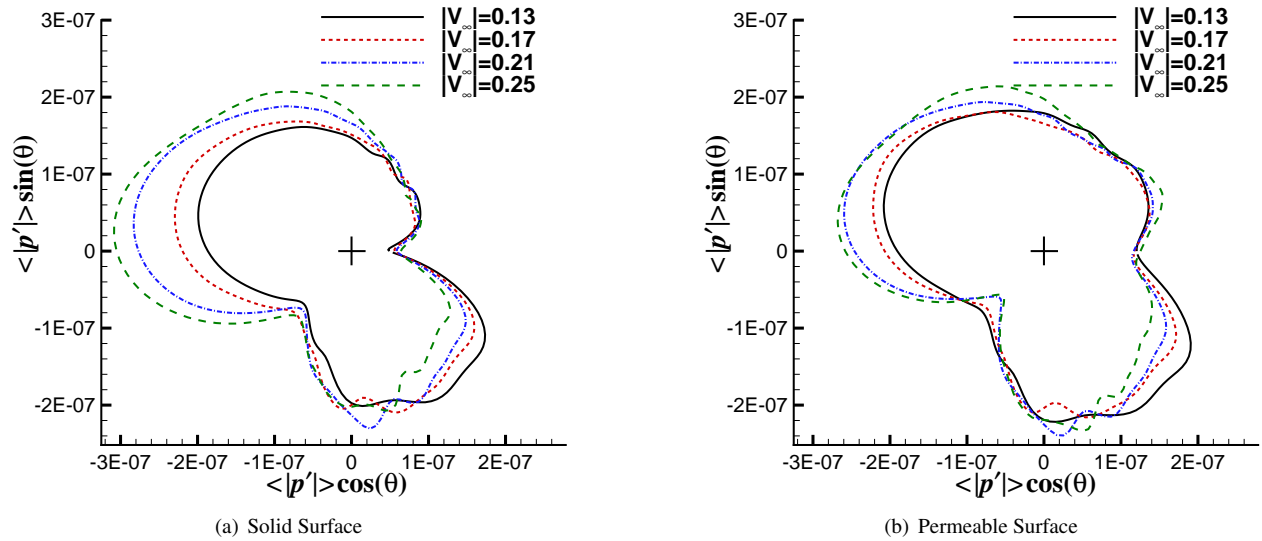 3E-07
2E-07
1E-07
0
-1E-07
-2E-07
<|p′|>sin(θ)
-3E-07 -2E-07 -1E-07 0 1E-07 2E-07
<|p′|>cos(θ)
|V∞|=0.13
|V∞|=0.17
|V∞|=0.21
|V∞|=0.25
(a) Solid Surface
3E-07
2E-07
1E-07
0
-1E-07
-2E-07
<|p′|>sin(θ)
-3E-07 -2E-07 -1E-07 0 1E-07 2E-07
<|p′|>cos(θ)
|V∞|=0.13
|V∞|=0.17
|V∞|=0.21
|V∞|=0.25
(b) Permeable Surface